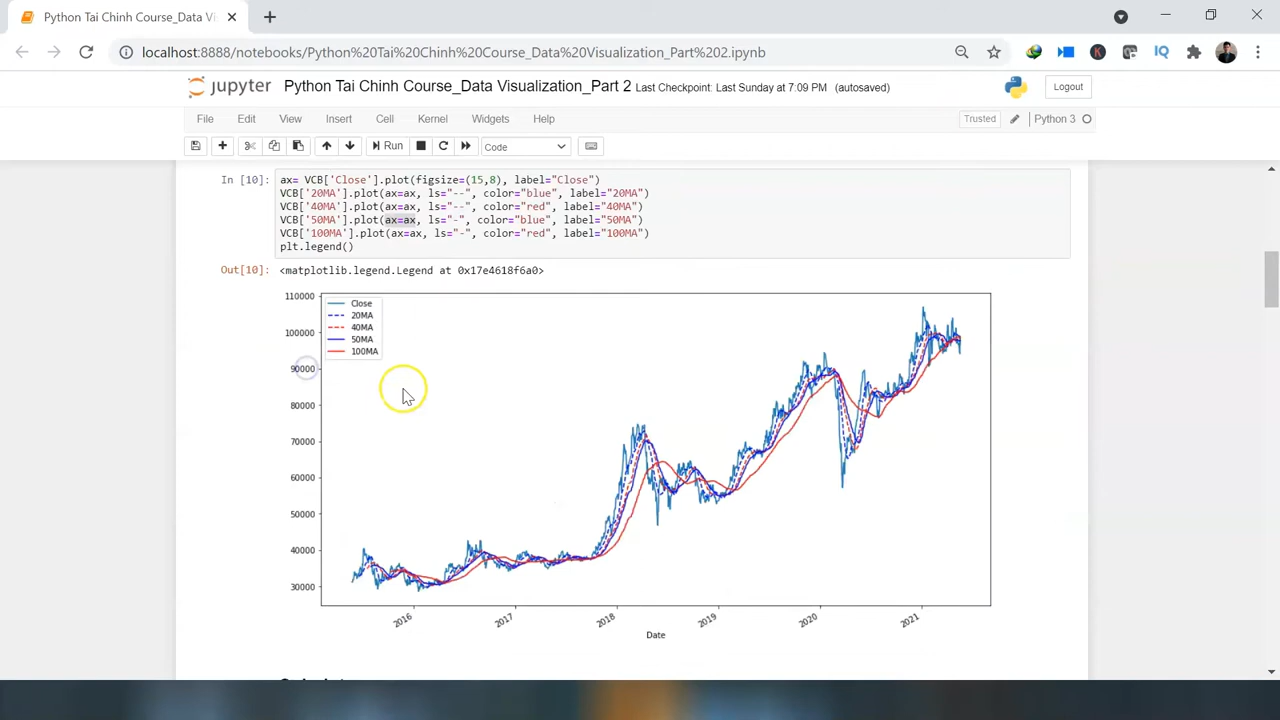 Python Tai Chinh Course_Data Vi
localhost:8888/notebooks/Python%20Tai%20Chinh%20Course_Data%20Visualization_Part%202.ipynb
jupyter Python Tai Chinh Course_Data Visualization_Part 2 Last Checkpoint: Last Sunday at 7:09 PM (autosaved) Logout
File Edit View Insert Cell Kernel Widgets Help Trusted Python 3
Run Code
In [10]: ax= VCB['Close'].plot(figsize=(15,8), label="Close")
VCB['20MA'].plot(ax=ax, ls="--", color="blue", label="20MA")
VCB['40MA'].plot(ax=ax, ls="--", color="red", label="40MA")
VCB['50MA'].plot(ax=ax, ls="-", color="blue", label="50MA")
VCB['100MA'].plot(ax=ax, ls="-", color="red", label="100MA")
plt.legend()
Out[10]: <matplotlib.legend.Legend at 0x17e4618f6a0>
110000
100000
90000
80000
70000
60000
50000
40000
30000
Close
20MA
40MA
50MA
100MA
2016 2017 2018 2019 2020 2021
Date